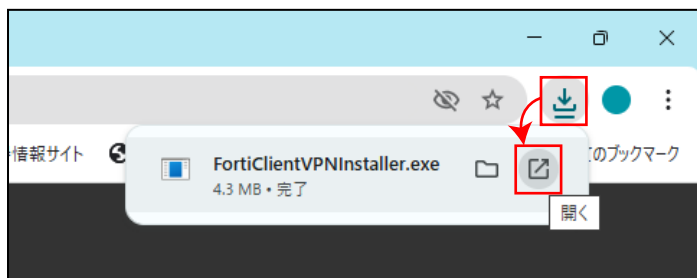 情報サイト
のブックマーク
FortiClientVPNInstaller.exe
4.3 MB • 完了
開く